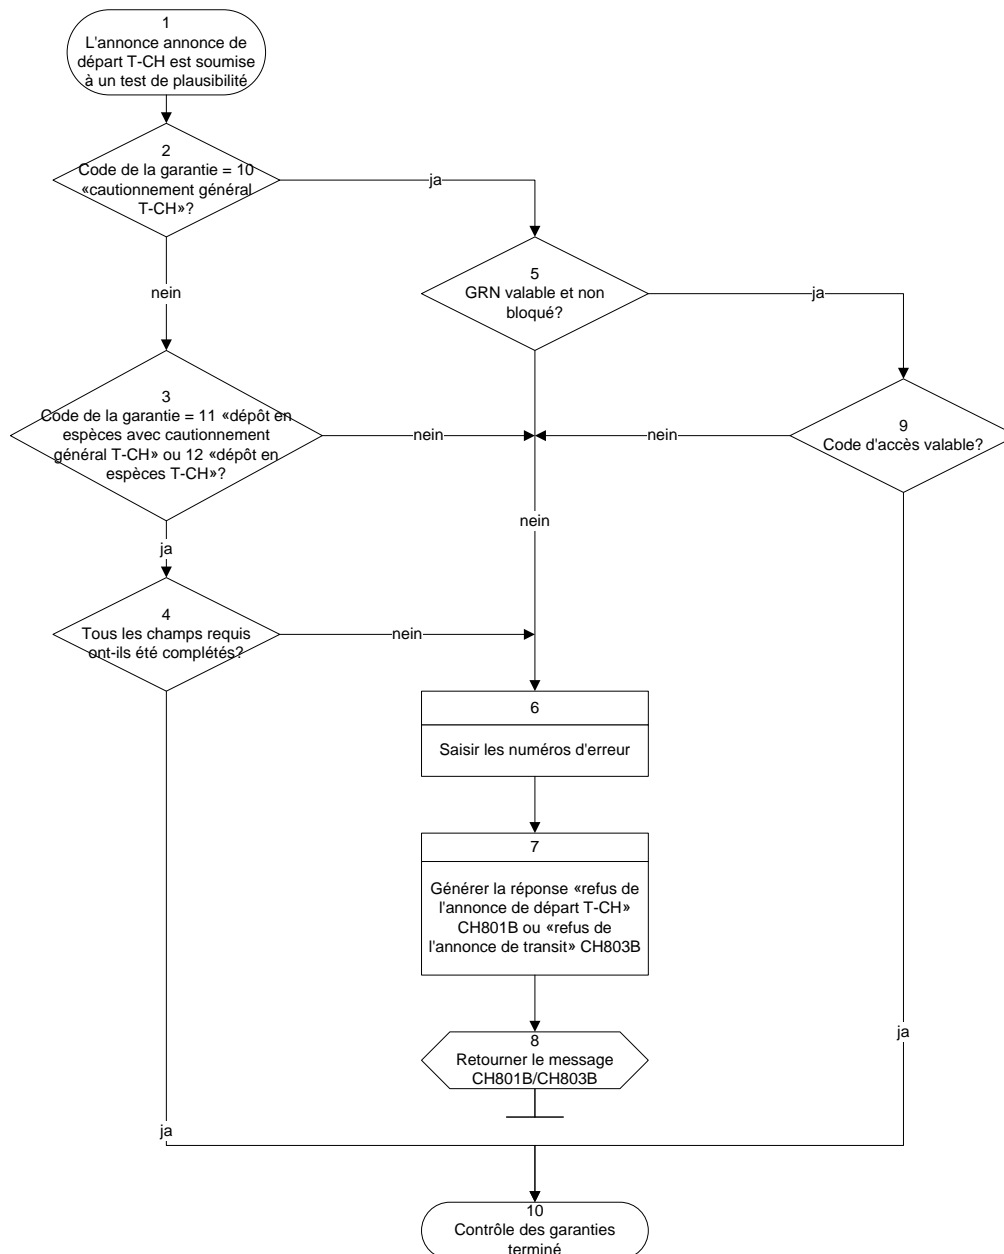 1
L'annonce annonce de
départ T-CH est soumise
à un test de plausibilité
2
Code de la garantie = 10
«cautionnement général
T-CH»?
ja
nein
5
GRN valable et non
bloqué?
ja
3
Code de la garantie = 11 «dépôt en
espèces avec cautionnement
général T-CH» ou 12 «dépôt en
espèces T-CH»?
nein
nein
9
Code d'accès valable?
nein
ja
4
Tous les champs requis
ont-ils été complétés?
nein
6
Saisir les numéros d'erreur
7
Générer la réponse «refus de
l'annonce de départ T-CH»
CH801B ou «refus de
l'annonce de transit» CH803B
8
Retourner le message
CH801B/CH803B
ja
ja
10
Contrôle des garanties
terminé